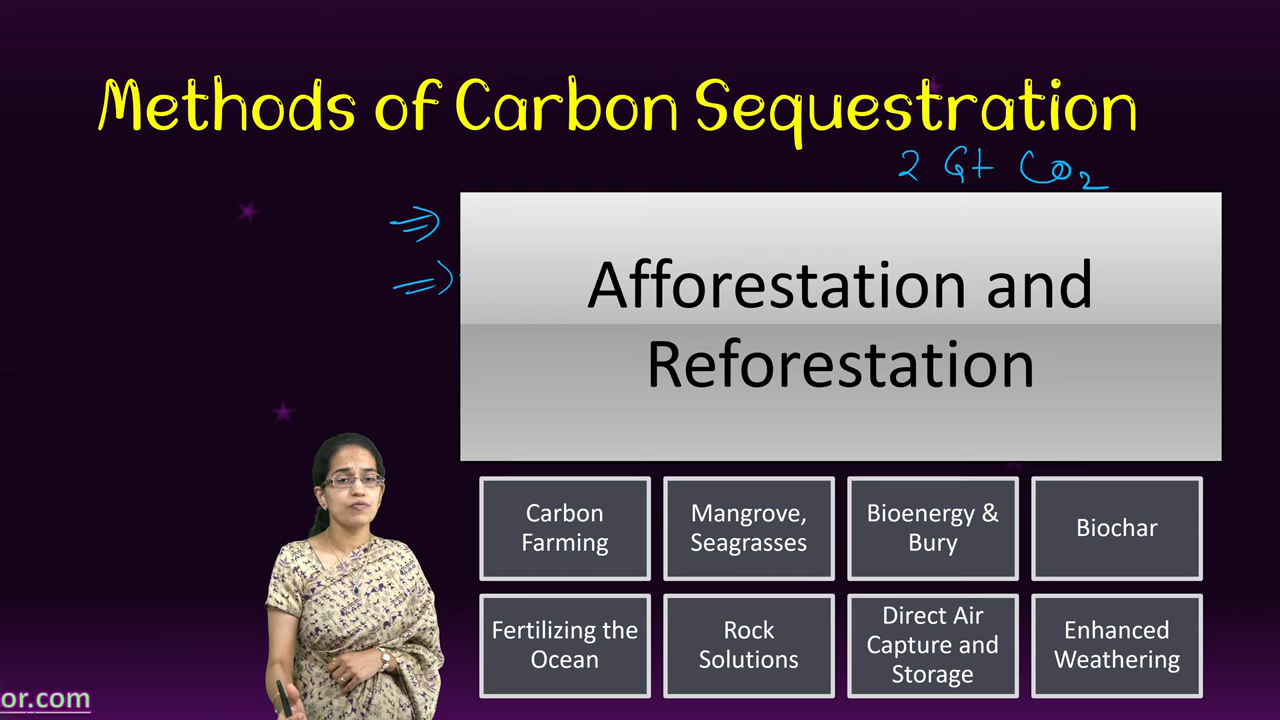 Methods of Carbon Sequestration
2 Gt CO2
⇒
⇒
Afforestation and
Reforestation
Carbon
Farming
Mangrove,
Seagrasses
Bioenergy &
Bury
Biochar
Fertilizing the
Ocean
Rock
Solutions
Direct Air
Capture and
Storage
Enhanced
Weathering
or.com